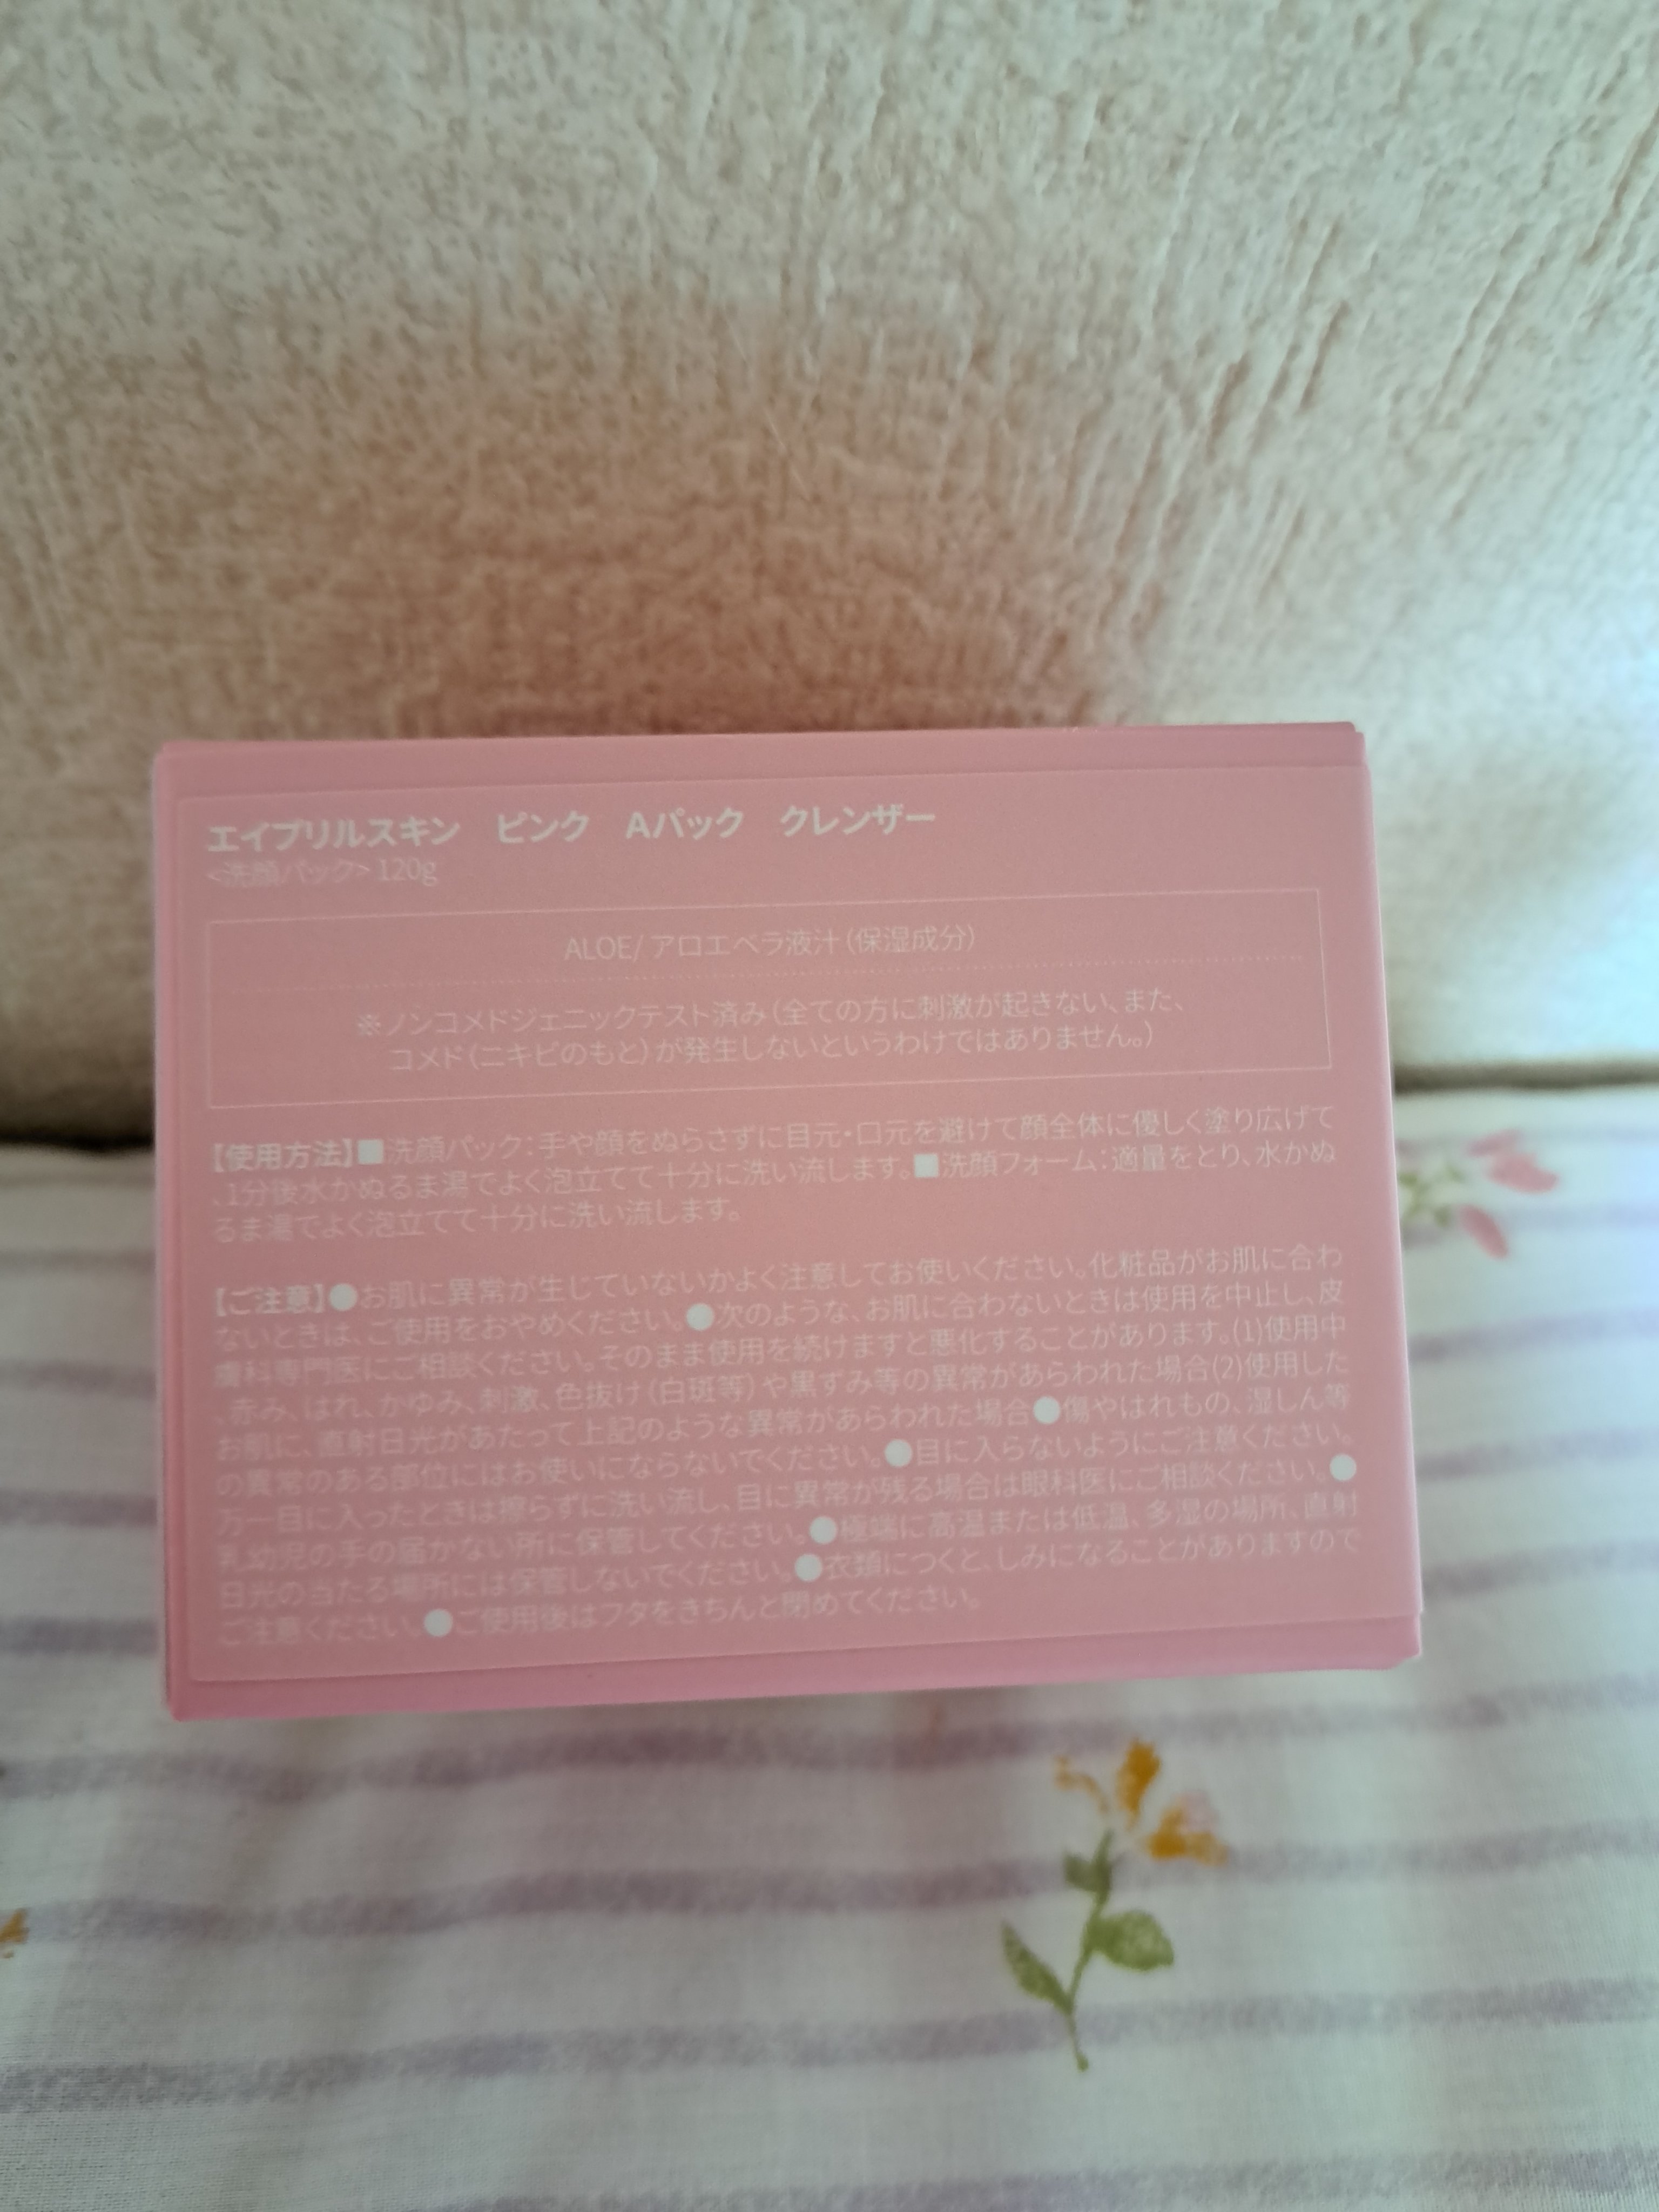 エイプリルスキン　ピンク　Aパック　クレンザー
<洗顔パック> 120g
ALOE/ アロエベラ液汁（保湿成分）
※ノンコメドジェニックテスト済み（全ての方に刺激が起きない、また、
コメド（ニキビのもと）が発生しないというわけではありません。）
【使用方法】■洗顔パック：手や顔をぬらさずに目元・口元を避けて顔全体に優しく塗り広げて
、1分後水かぬるま湯でよく泡立てて十分に洗い流します。■洗顔フォーム：適量をとり、水かぬ
るま湯でよく泡立てて十分に洗い流します。
【ご注意】●お肌に異常が生じていないかよく注意してお使いください。化粧品がお肌に合わ
ないときは、ご使用をおやめください。●次のような、お肌に合わないときは使用を中止し、皮
膚科専門医にご相談ください。そのまま使用を続けますと悪化することがあります。(1)使用中
、赤み、はれ、かゆみ、刺激、色抜け（白斑等）や黒ずみ等の異常があらわれた場合(2)使用した
お肌に、直射日光があたって上記のような異常があらわれた場合●傷やはれもの、湿しん等
の異常のある部位にはお使いにならないでください。●目に入らないようにご注意ください。
万一目に入ったときは擦らずに洗い流し、目に異常が残る場合は眼科医にご相談ください。●
乳幼児の手の届かない所に保管してください。●極端に高温または低温、多湿の場所、直射
日光の当たる場所には保管しないでください。●衣類につくと、しみになることがありますので
ご注意ください。●ご使用後はフタをきちんと閉めてください。